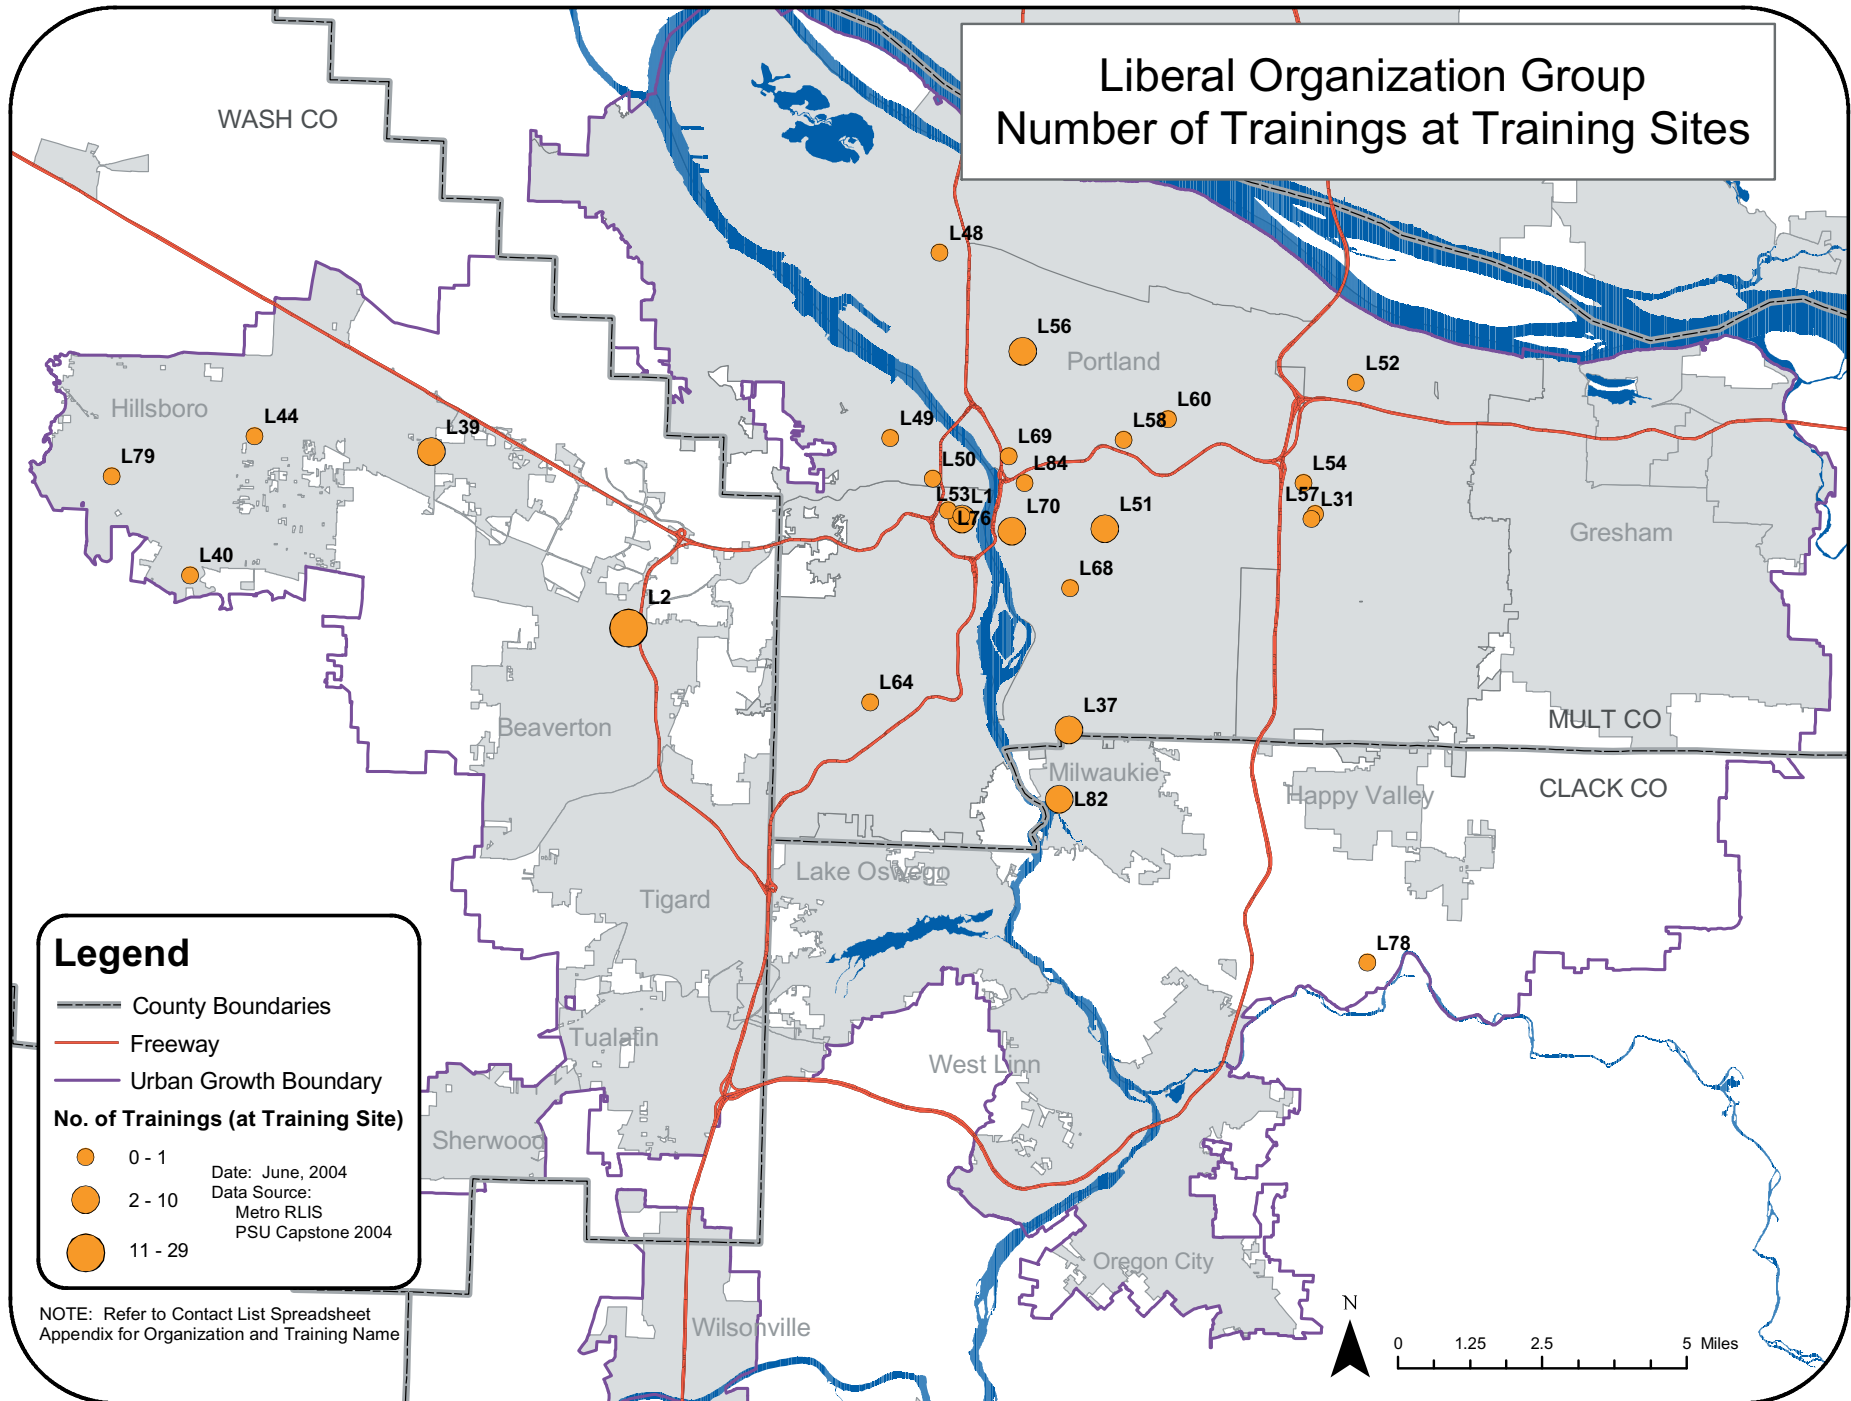 Liberal Organization Group
Number of Trainings at Training Sites
WASH CO
L48
L56
Portland
L52
Hillsboro
L44
L39
L49
L60
L58
L79
L69
L50
L84
L54
L53
L1
L76
L70
L51
L57
L31
Gresham
L40
L68
L2
L64
L37
Beaverton
MULT CO
Milwaukie
L82
Happy Valley
CLACK CO
Lake Oswego
Tigard
L78
Tualatin
West Linn
Sherwood
Oregon City
Wilsonville
Legend
County Boundaries
Freeway
Urban Growth Boundary
No. of Trainings (at Training Site)
0 - 1
2 - 10
11 - 29
Date: June, 2004
Data Source:
Metro RLIS
PSU Capstone 2004
NOTE: Refer to Contact List Spreadsheet
Appendix for Organization and Training Name
N
0 1.25 2.5 5 Miles